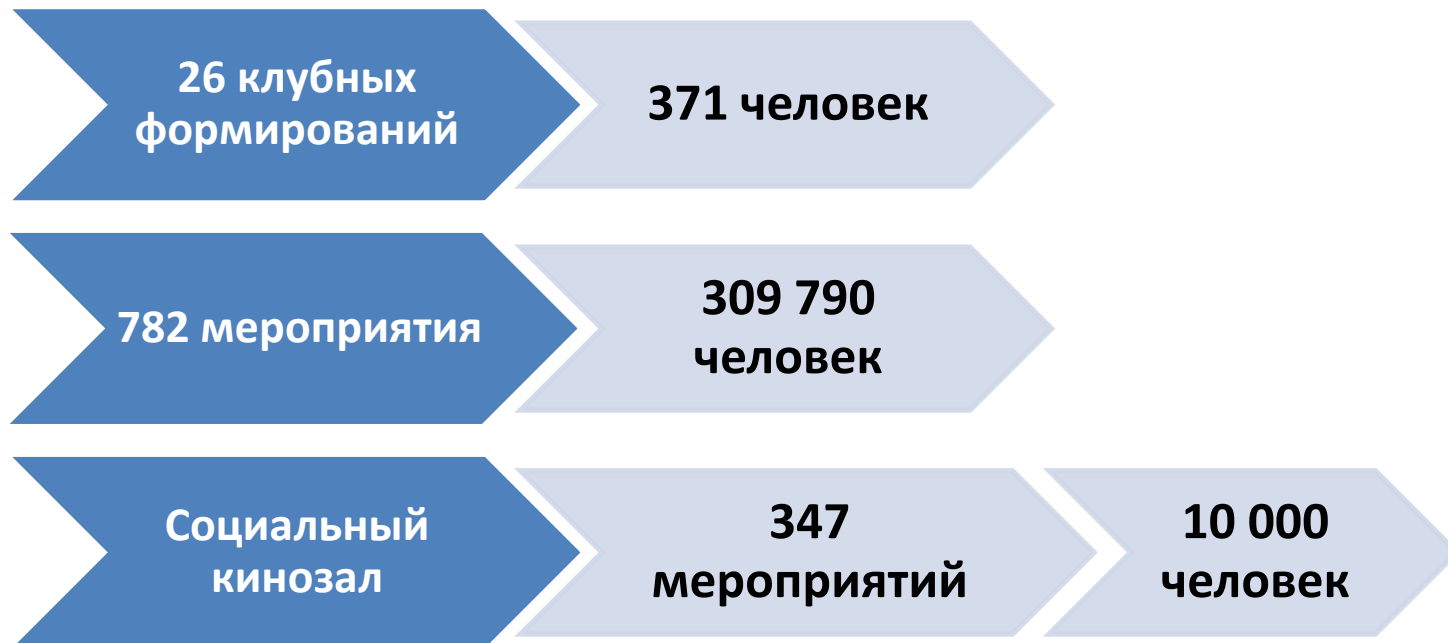 26 клубных
формирований
371 человек
782 мероприятия
309 790
человек
Социальный
кинозал
347
мероприятий
10 000
человек